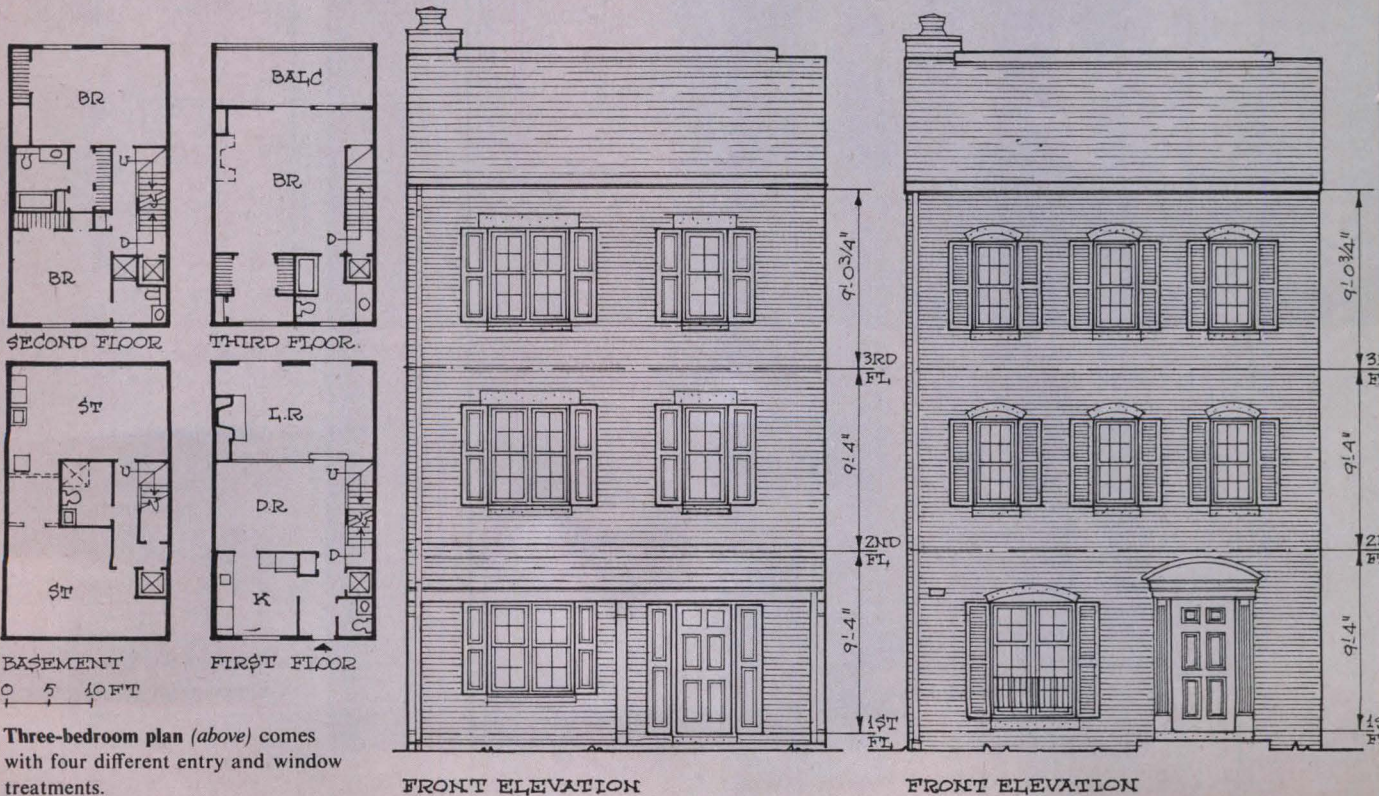 BR
BR
SECOND FLOOR
U
D
BALC
BR
D
THIRD FLOOR.
ST
ST
U
BASEMENT
0 5 10 FT
L.R
D.R
K
U
D
FIRST FLOOR
Three-bedroom plan (above) comes
with four different entry and window
treatments.
9'-0 3/4"
3RD
FL
9'-4"
2ND
FL
9'-4"
1ST
FL
FRONT ELEVATION
9'-0 3/4"
9'-4"
9'-4"
FRONT ELEVATION